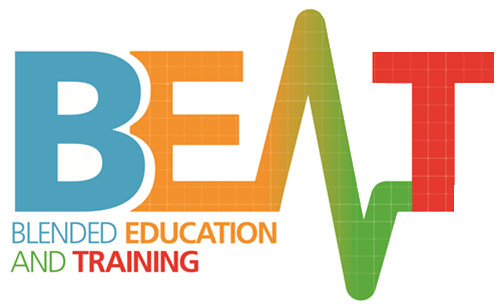 BEAT
BLENDED EDUCATION
AND TRAINING